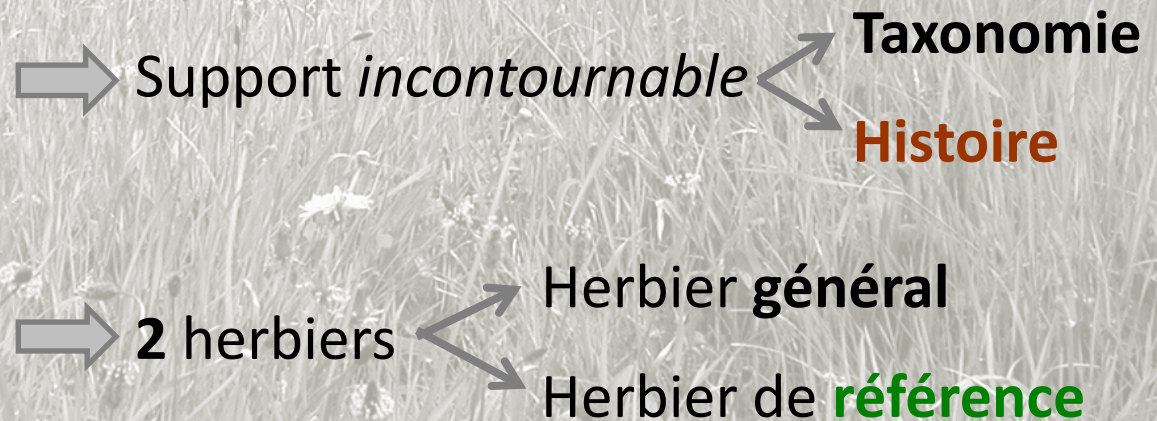 Taxonomie
Support incontournable
Histoire
Herbier général
2 herbiers
Herbier de référence